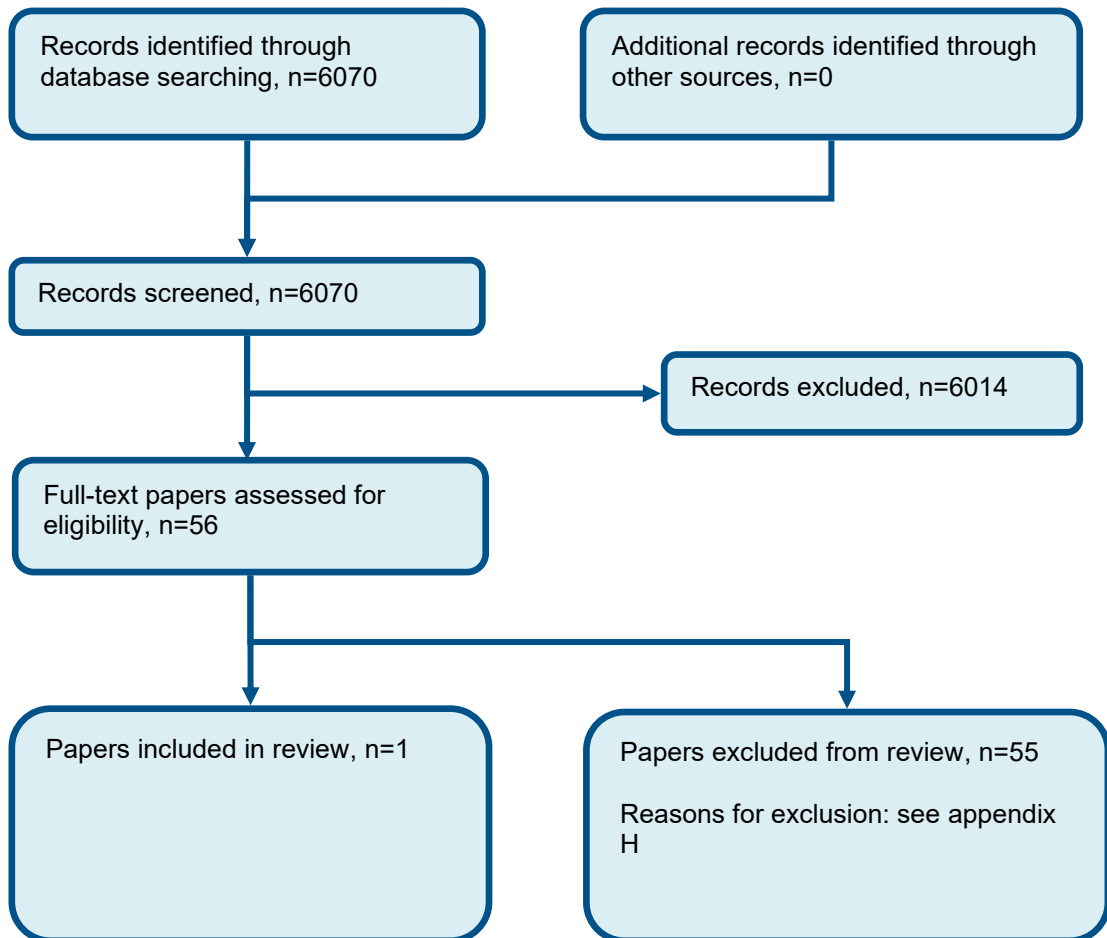 Records identified through
database searching, n=6070
Additional records identified through
other sources, n=0
Records screened, n=6070
Records excluded, n=6014
Full-text papers assessed for
eligibility, n=56
Papers included in review, n=1
Papers excluded from review, n=55
Reasons for exclusion: see appendix
H